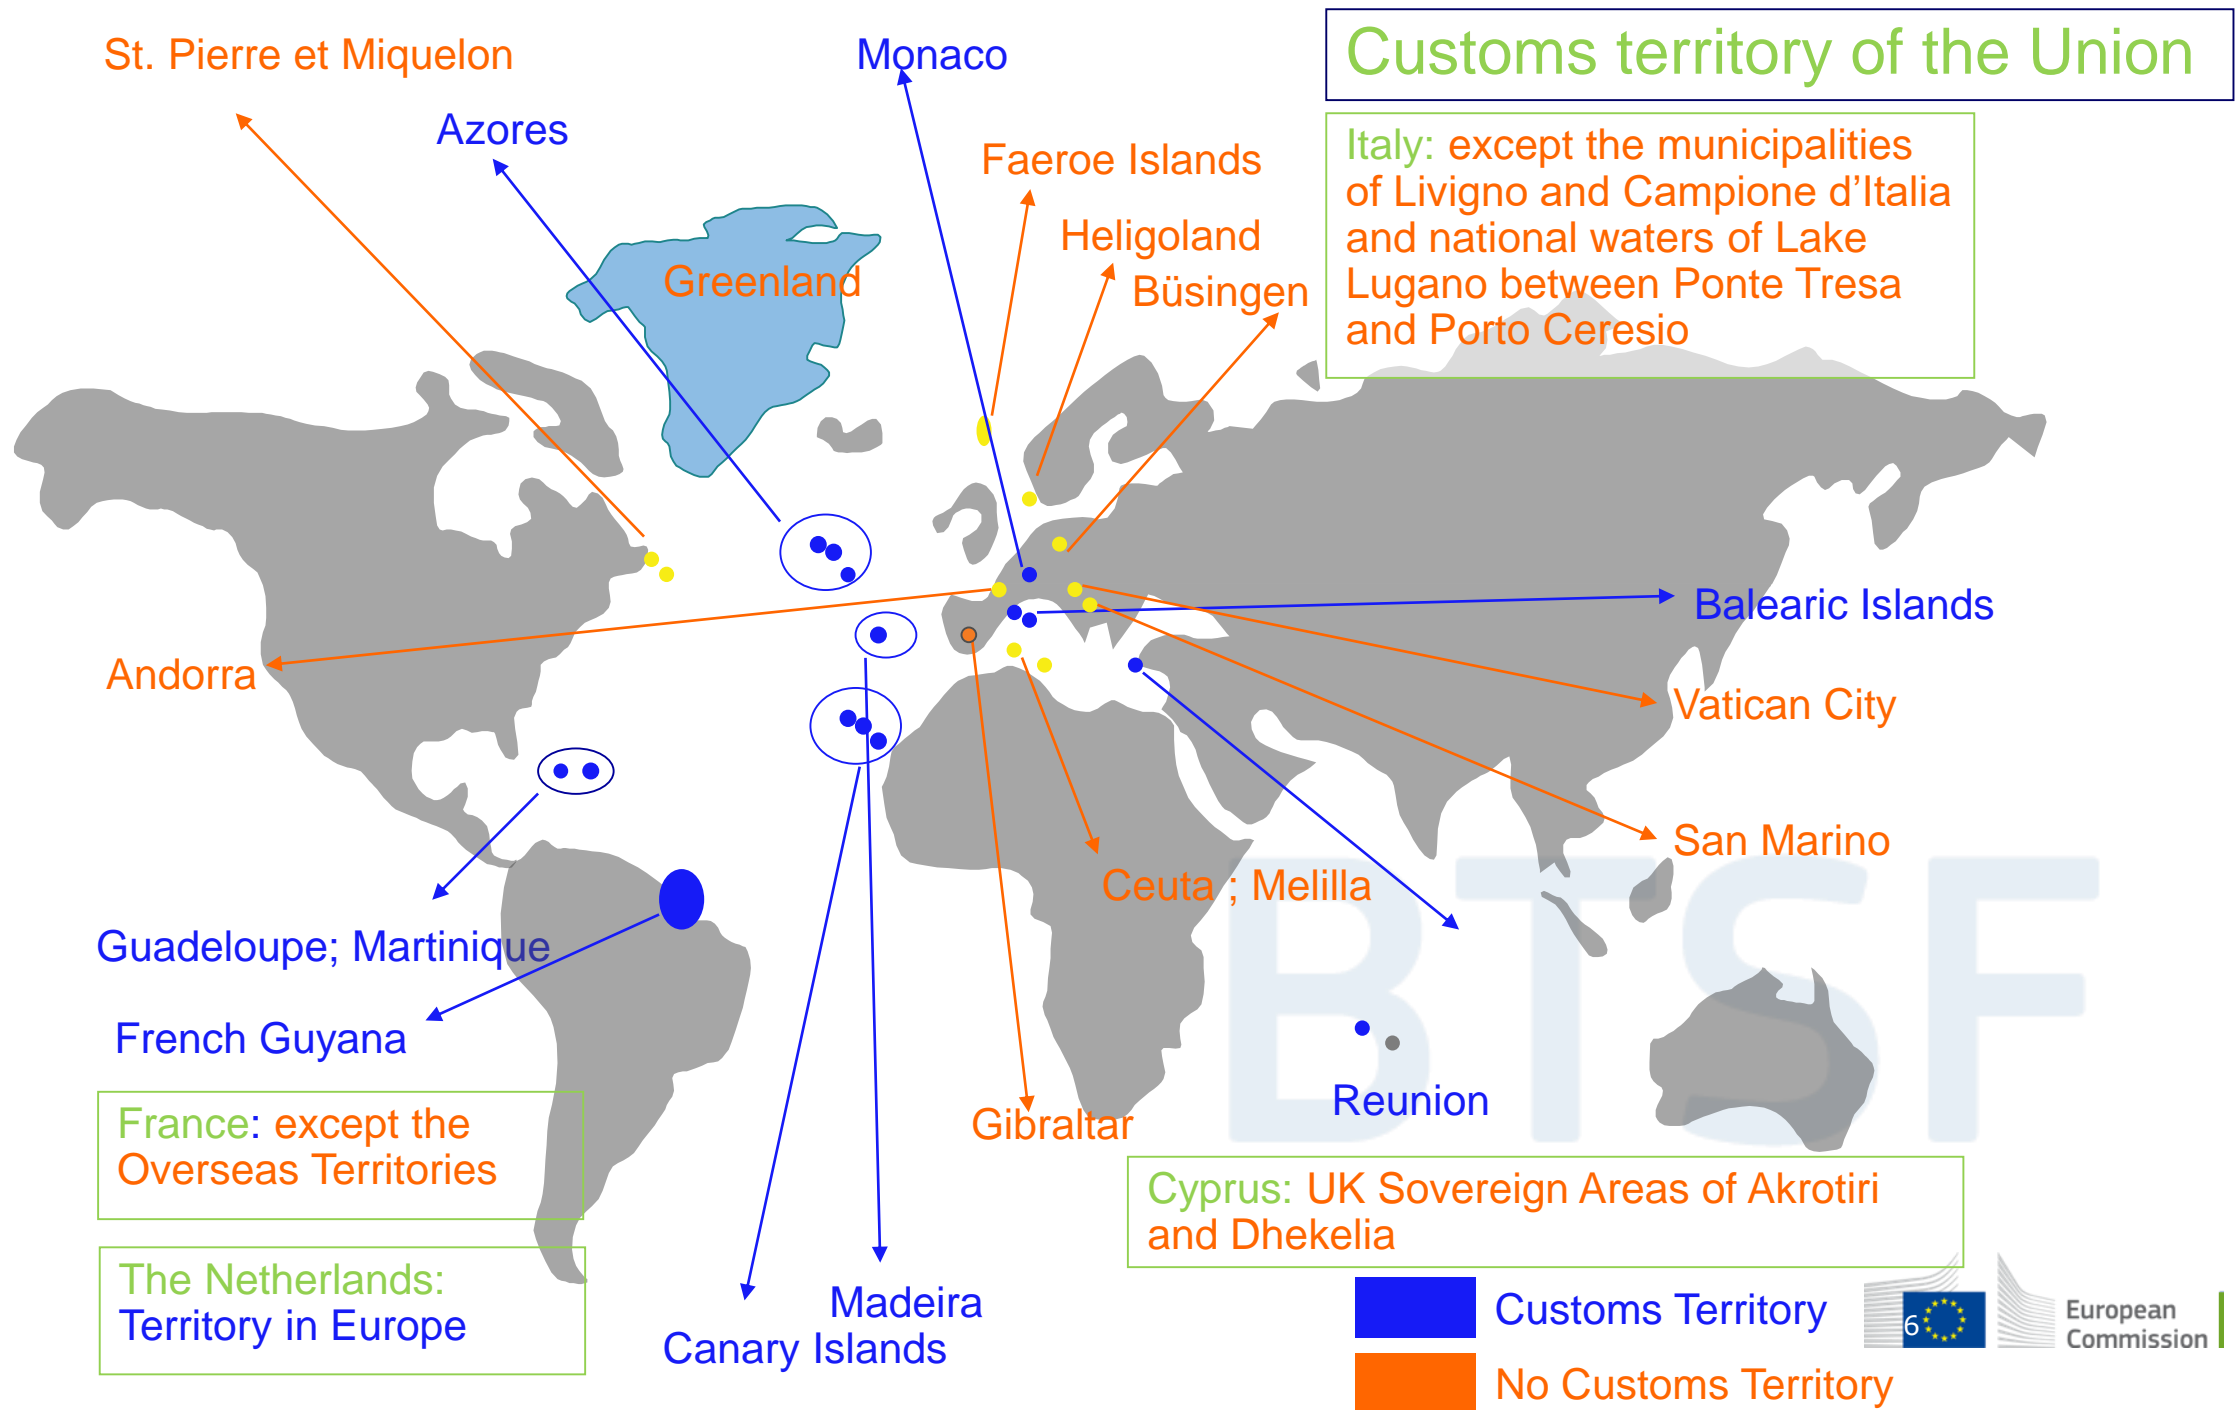 St. Pierre et Miquelon
Monaco
Customs territory of the Union
Azores
Faeroe Islands
Italy: except the municipalities
of Livigno and Campione d’Italia
and national waters of Lake
Lugano between Ponte Tresa
and Porto Ceresio
Heligoland
Greenland
Büsingen
Balearic Islands
Andorra
Vatican City
San Marino
Ceuta ; Melilla
BTSF
Guadeloupe; Martinique
French Guyana
Reunion
Gibraltar
France: except the
Overseas Territories
Cyprus: UK Sovereign Areas of Akrotiri
and Dhekelia
The Netherlands:
Territory in Europe
Madeira
Canary Islands
Customs Territory
No Customs Territory
6
European
Commission